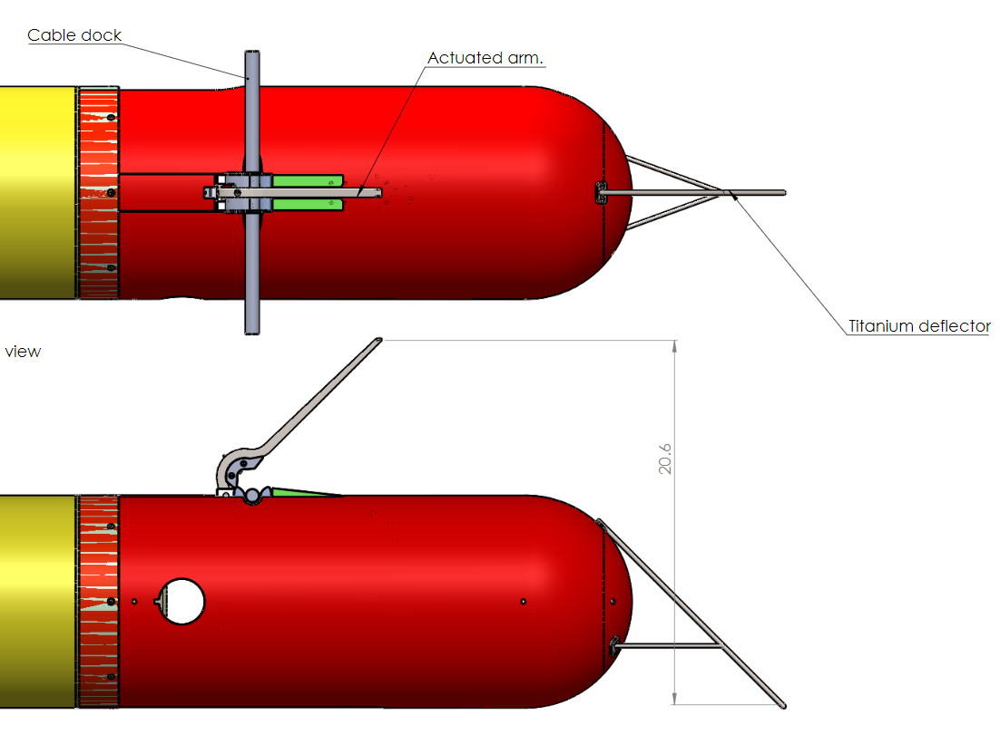 Cable dock
Actuated arm.
Titanium deflector
view
20.6